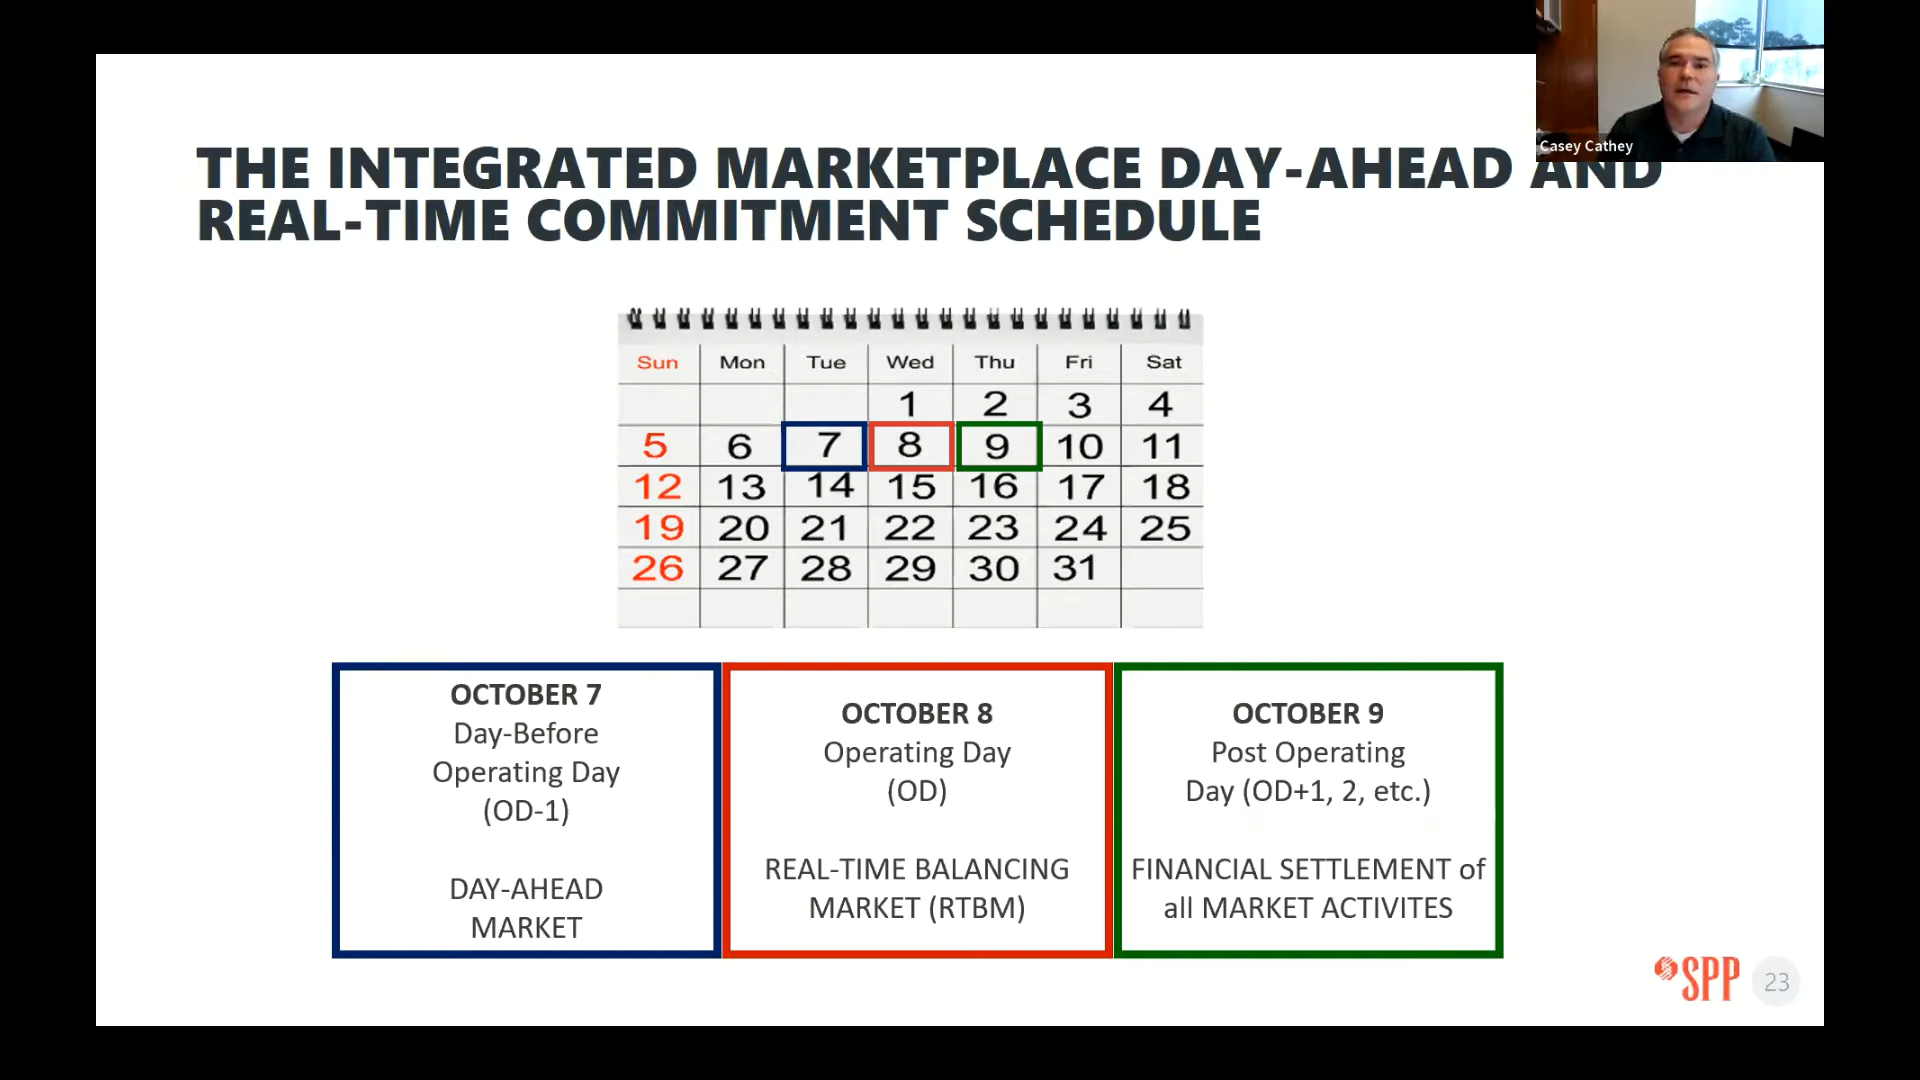 Casey Cathey
THE INTEGRATED MARKETPLACE DAY-AHEAD AND
REAL-TIME COMMITMENT SCHEDULE
Sun Mon Tue Wed Thu Fri Sat
1 2 3 4
5 6 7 8 9 10 11
12 13 14 15 16 17 18
19 20 21 22 23 24 25
26 27 28 29 30 31
OCTOBER 7
Day-Before
Operating Day
(OD-1)
DAY-AHEAD
MARKET
OCTOBER 8
Operating Day
(OD)
REAL-TIME BALANCING
MARKET (RTBM)
OCTOBER 9
Post Operating
Day (OD+1, 2, etc.)
FINANCIAL SETTLEMENT of
all MARKET ACTIVITES
SPP
23